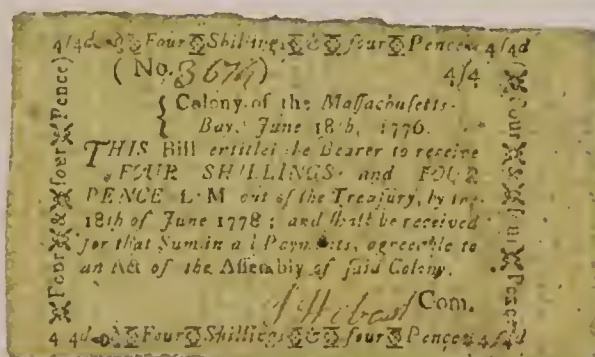 4/4d Four Shillings & four Pence 4/4d
(No. 3674) 4/4
Colony of the Maſſachuſetts-
Bay. June 18th, 1776.
THIS Bill entitles the Bearer to receive
FOUR SHILLINGS and FOUR
PENCE L.M out of the Treaſury, by the
18th of June 1778 ; and ſhall be received
for that Sum in all Payments, agreeable to
an Act of the Aſſembly of ſaid Colony.
Com.
4 4d Four Shillings & four Pence 4/4d
Four & four Pence)